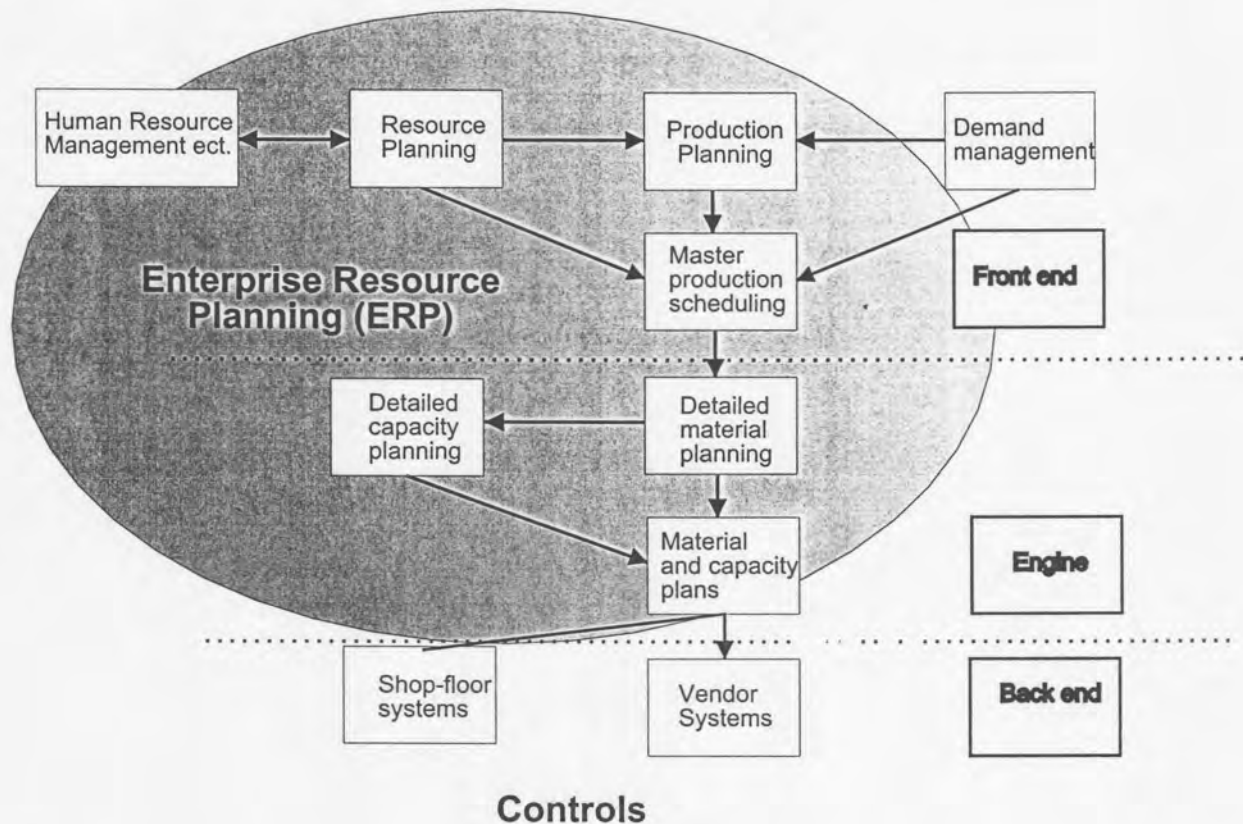 Human Resource
Management ect.
Resource
Planning
Production
Planning
Demand
management
Master
production
scheduling
Front end
Enterprise Resource
Planning (ERP)
Detailed
capacity
planning
Detailed
material
planning
Material
and capacity
plans
Engine
Shop-floor
systems
Vendor
Systems
Back end
Controls